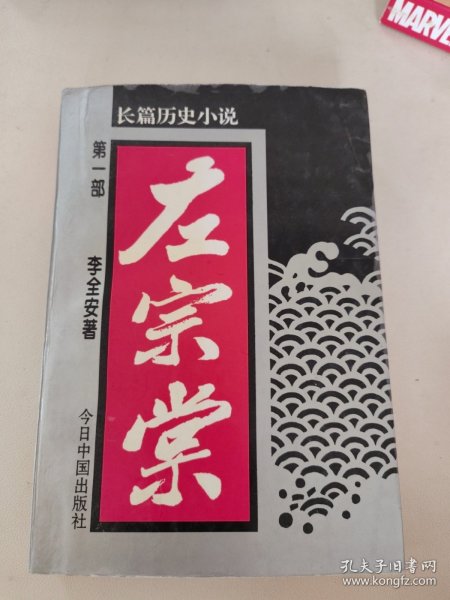 MARVE
长篇历史小说
第一部
左宗棠
李全安著
今日中国出版社
孔夫子旧书网
www.kongfz.com